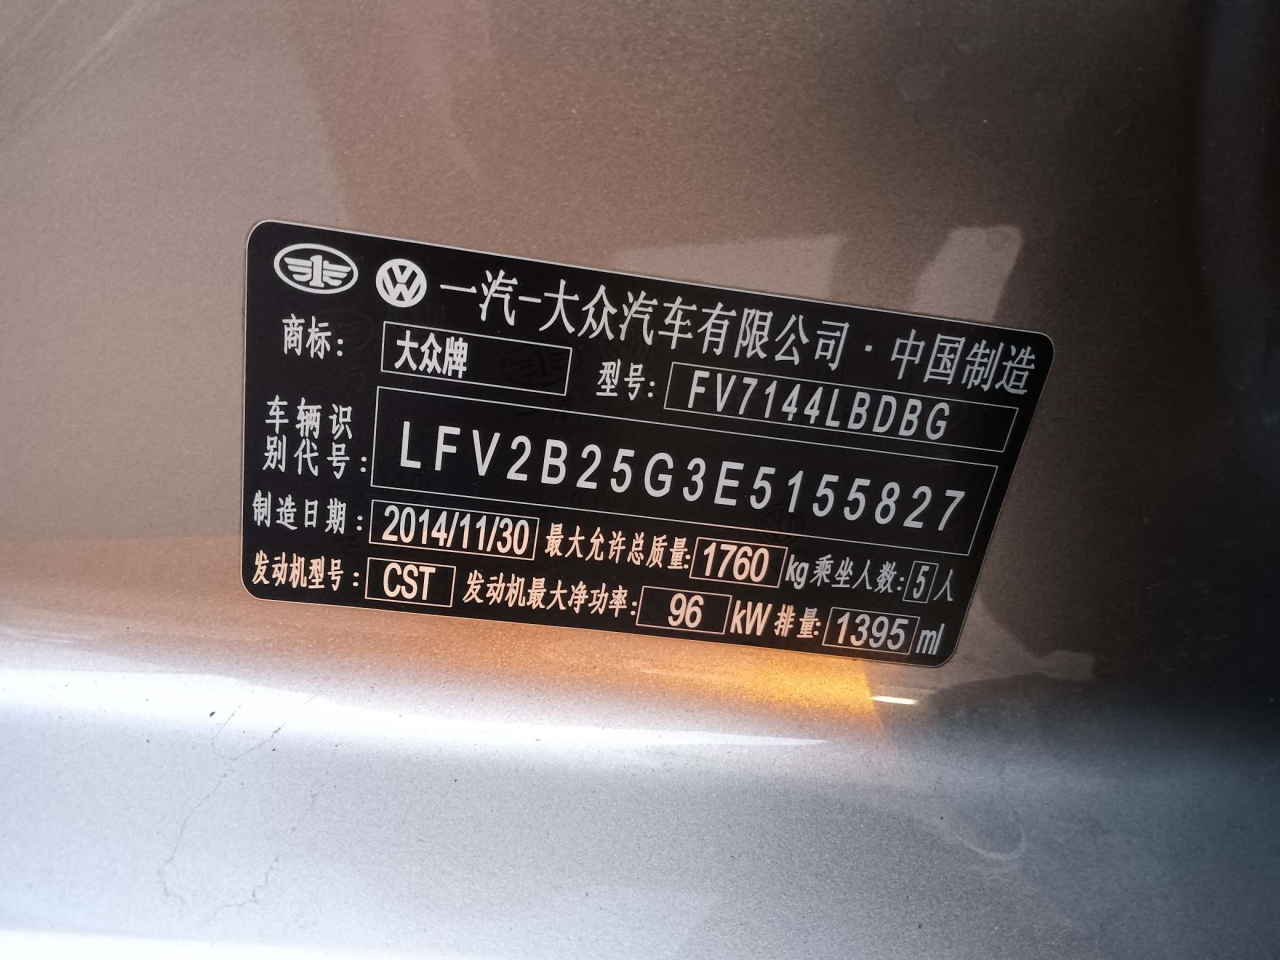 一汽-大众汽车有限公司·中国制造
商标: 大众牌 型号: FV7144LBDBG
车辆识别代号: LFV2B25G3E5155827
制造日期: 2014/11/30 最大允许总质量: 1760 kg 乘坐人数: 5 人
发动机型号: CST 发动机最大净功率: 96 kW 排量: 1395 ml